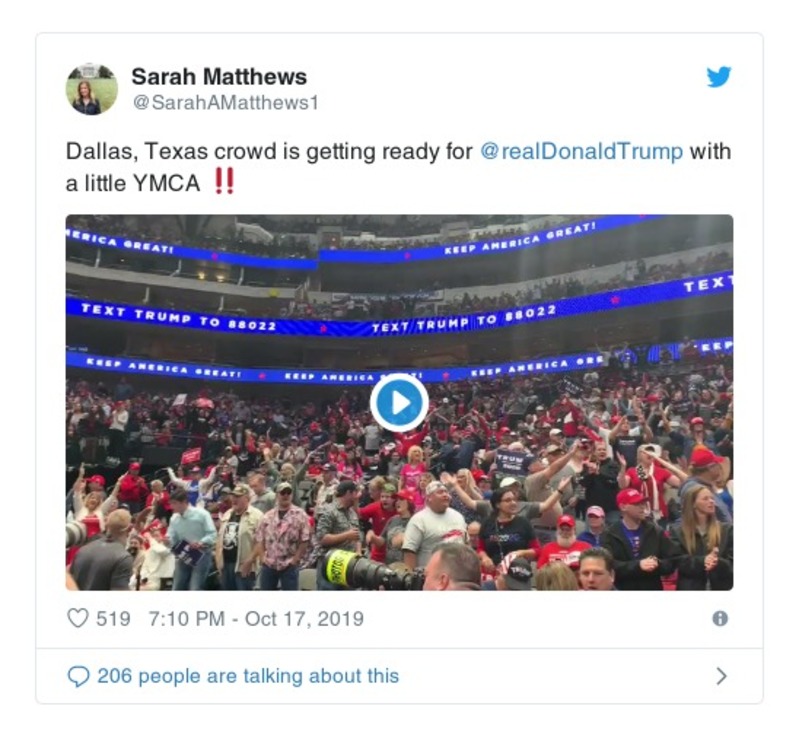 Sarah Matthews
@SarahAMatthews1
Dallas, Texas crowd is getting ready for @realDonaldTrump with
a little YMCA ‼️
ERICA GREAT! KEEP AMERICA GREAT!
TEXT TRUMP TO 88022 TEXT TRUMP TO 88022 TEXT
KEEP AMERICA GREAT! KEEP AMERICA KEEP AMERICA GRE KEEP
TRUMP
519 7:10 PM - Oct 17, 2019
206 people are talking about this